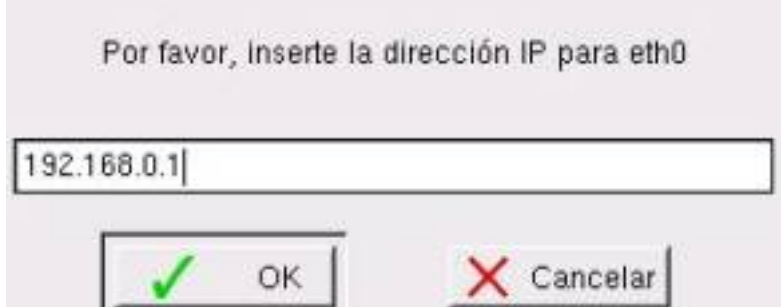 Por favor, inserte la dirección IP para eth0
192.168.0.1
OK
Cancelar